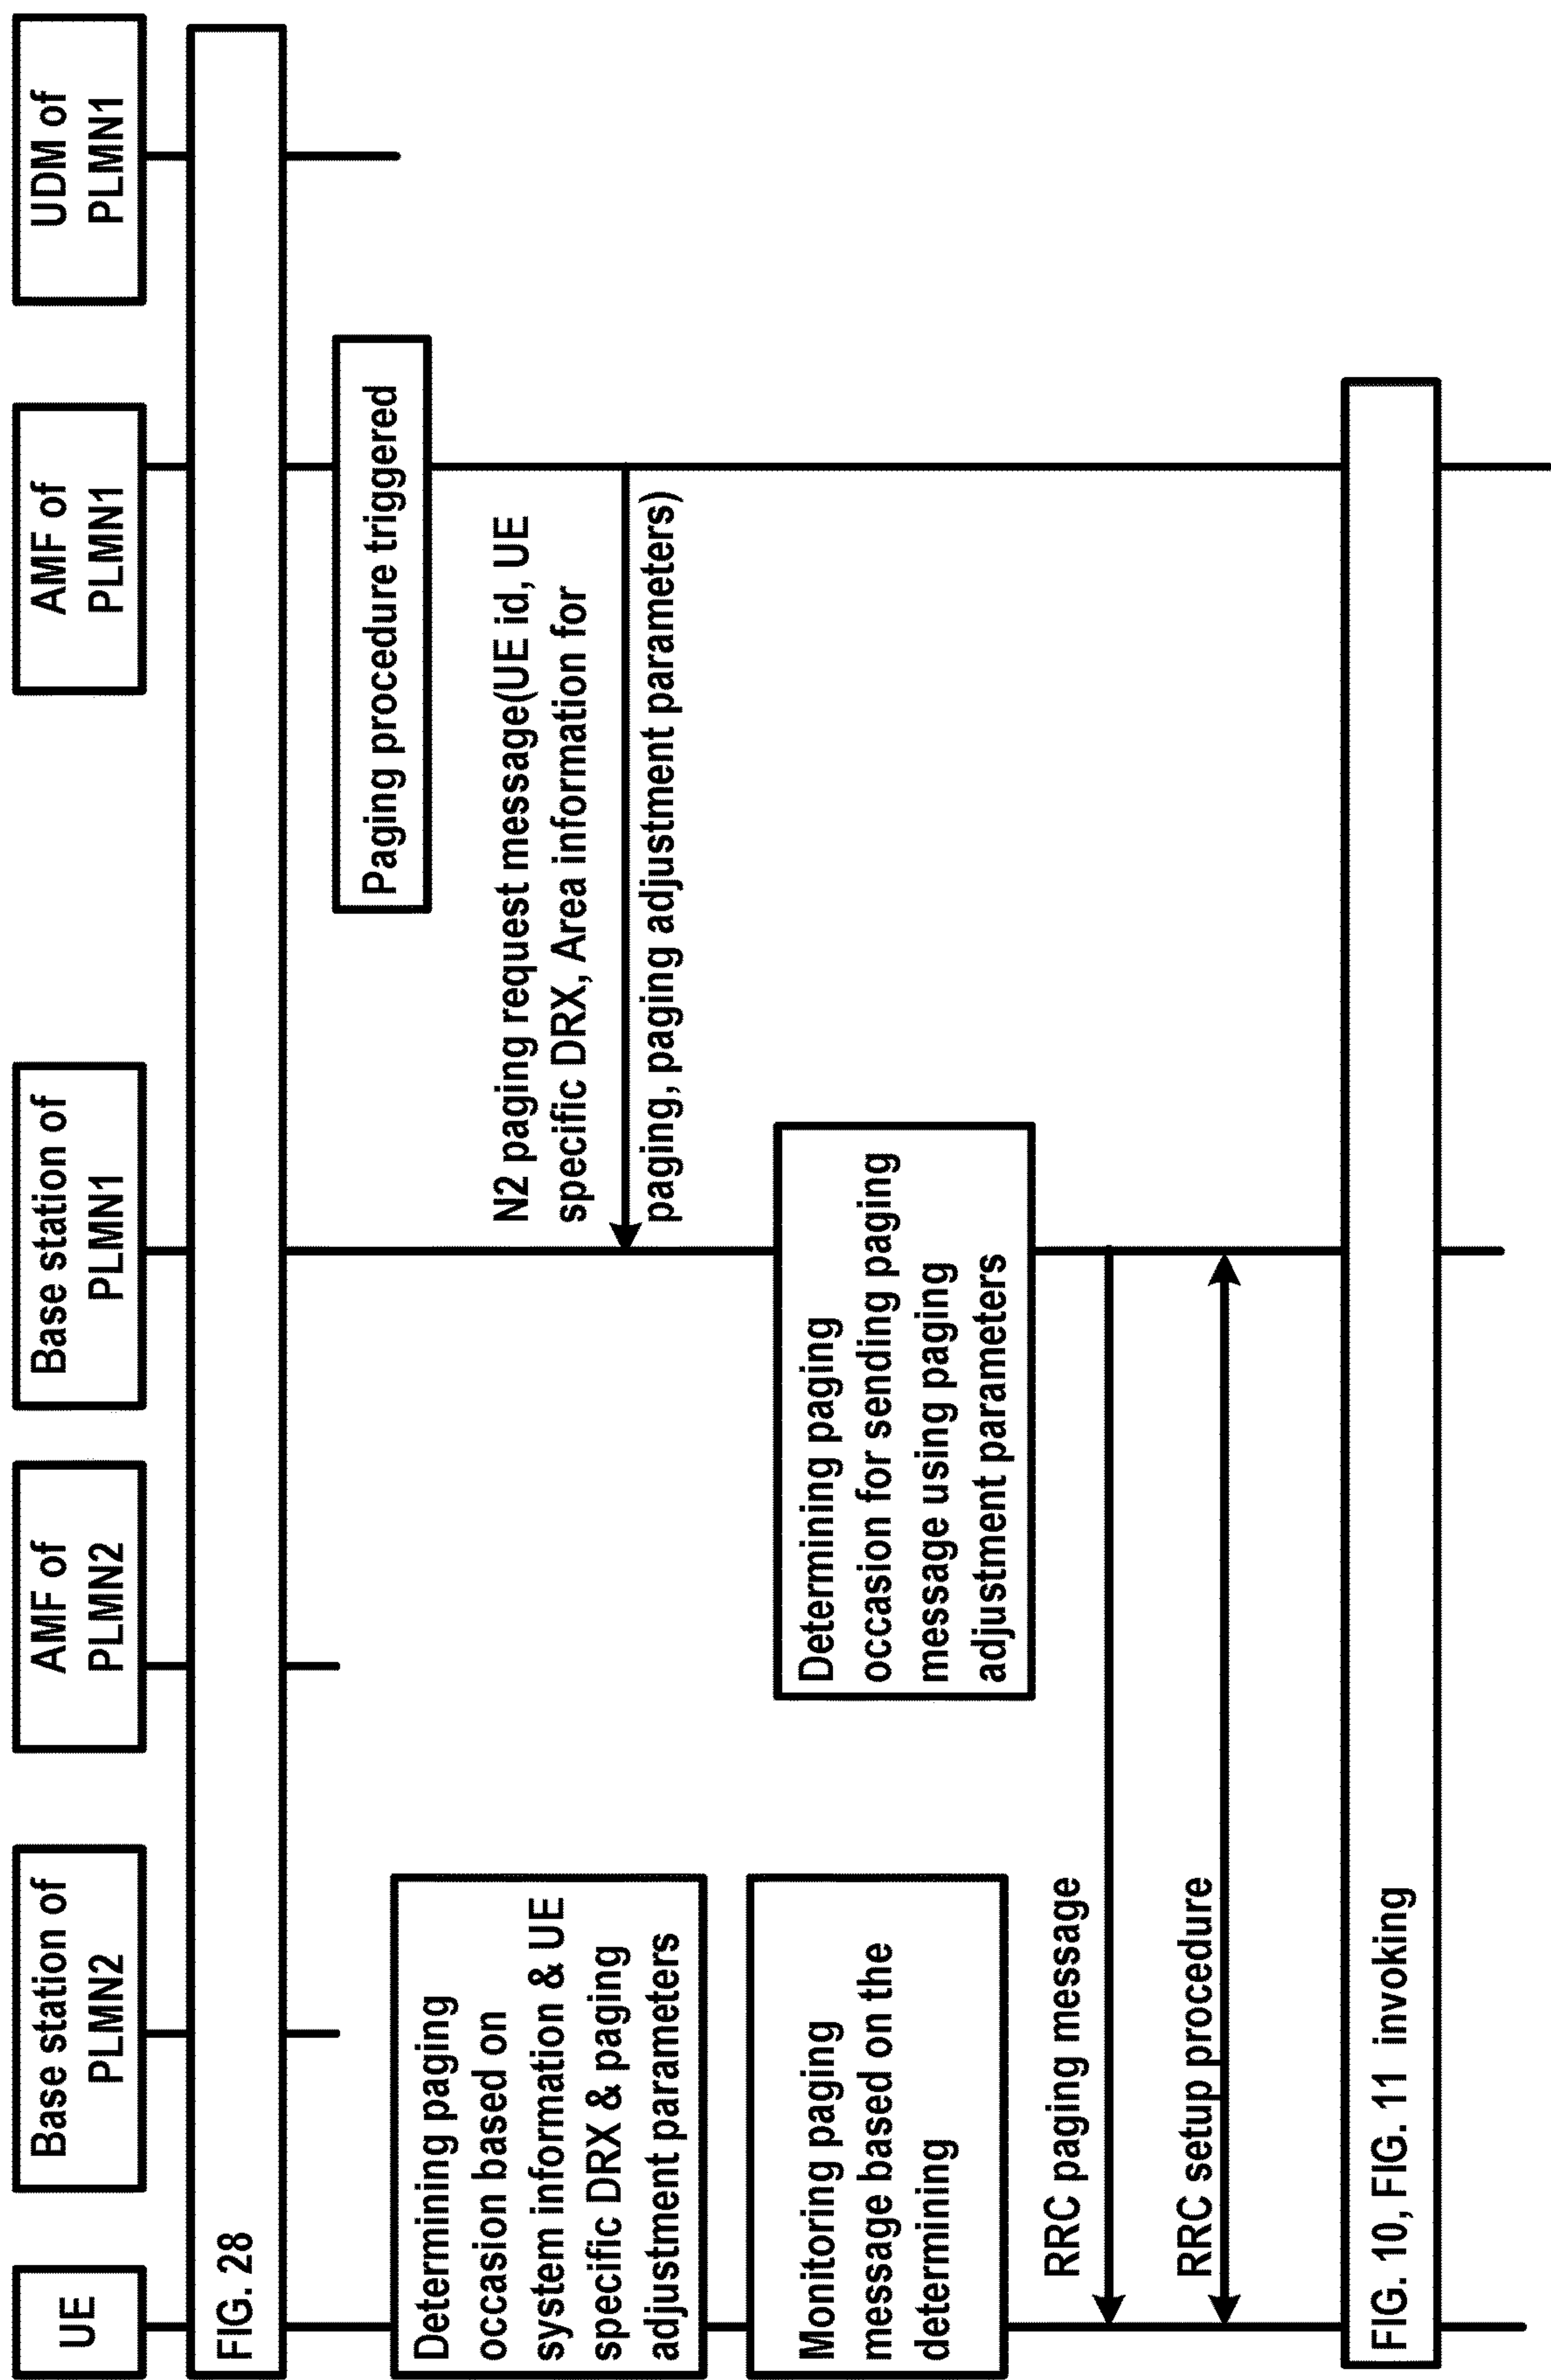 UE
Base station of
PLMN2
AMF of
PLMN2
Base station of
PLMN1
AMF of
PLMN1
UDM of
PLMN1
FIG. 28
Paging procedure triggered
Determining paging
occasion based on
system information & UE
specific DRX & paging
adjustment parameters
N2 paging request message(UE id, UE
specific DRX, Area information for
paging, paging adjustment parameters)
Monitoring paging
message based on the
determining
Determining paging
occasion for sending paging
message using paging
adjustment parameters
RRC paging message
RRC setup procedure
FIG. 10, FIG. 11 invoking